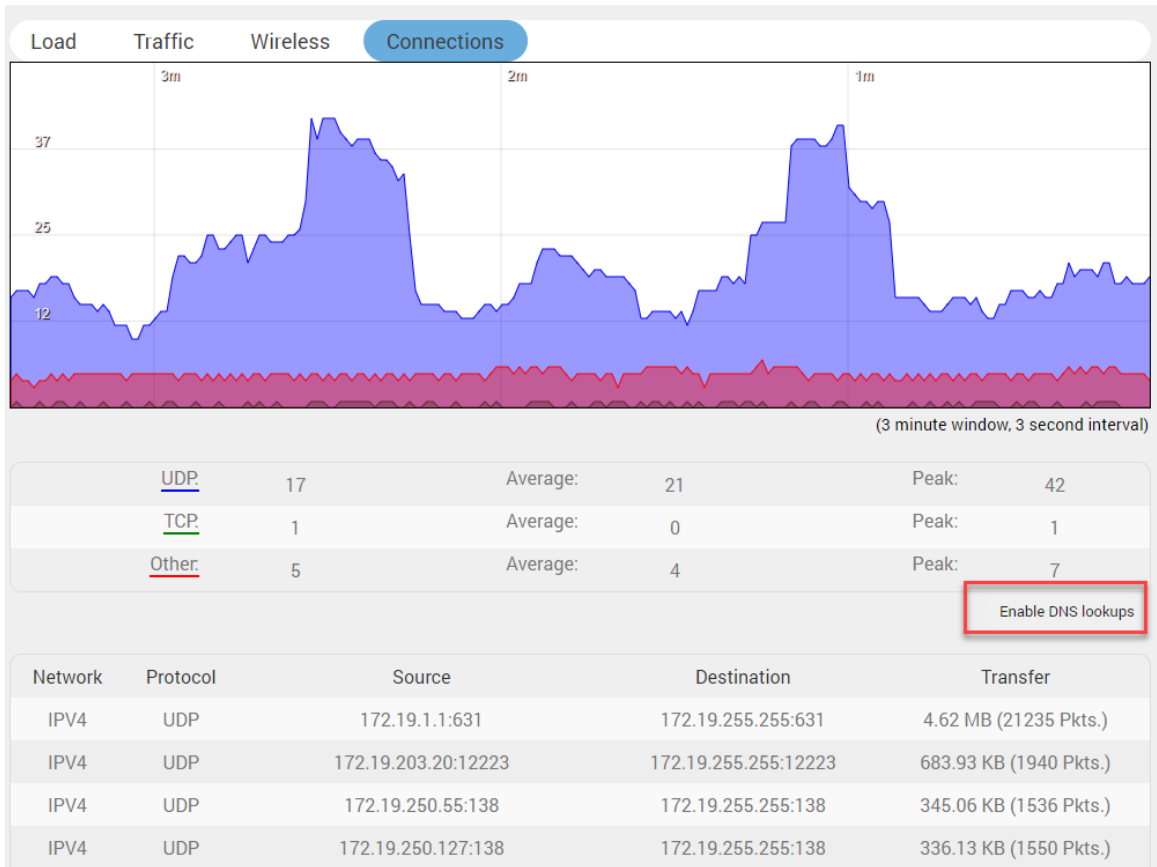 Load Traffic Wireless Connections
3m 2m 1m
37
25
12
(3 minute window, 3 second interval)
UDP: 17 Average: 21 Peak: 42
TCP: 1 Average: 0 Peak: 1
Other: 5 Average: 4 Peak: 7
Enable DNS lookups
Network Protocol Source Destination Transfer
IPV4 UDP 172.19.1.1:631 172.19.255.255:631 4.62 MB (21235 Pkts.)
IPV4 UDP 172.19.203.20:12223 172.19.255.255:12223 683.93 KB (1940 Pkts.)
IPV4 UDP 172.19.250.55:138 172.19.255.255:138 345.06 KB (1536 Pkts.)
IPV4 UDP 172.19.250.127:138 172.19.255.255:138 336.13 KB (1550 Pkts.)